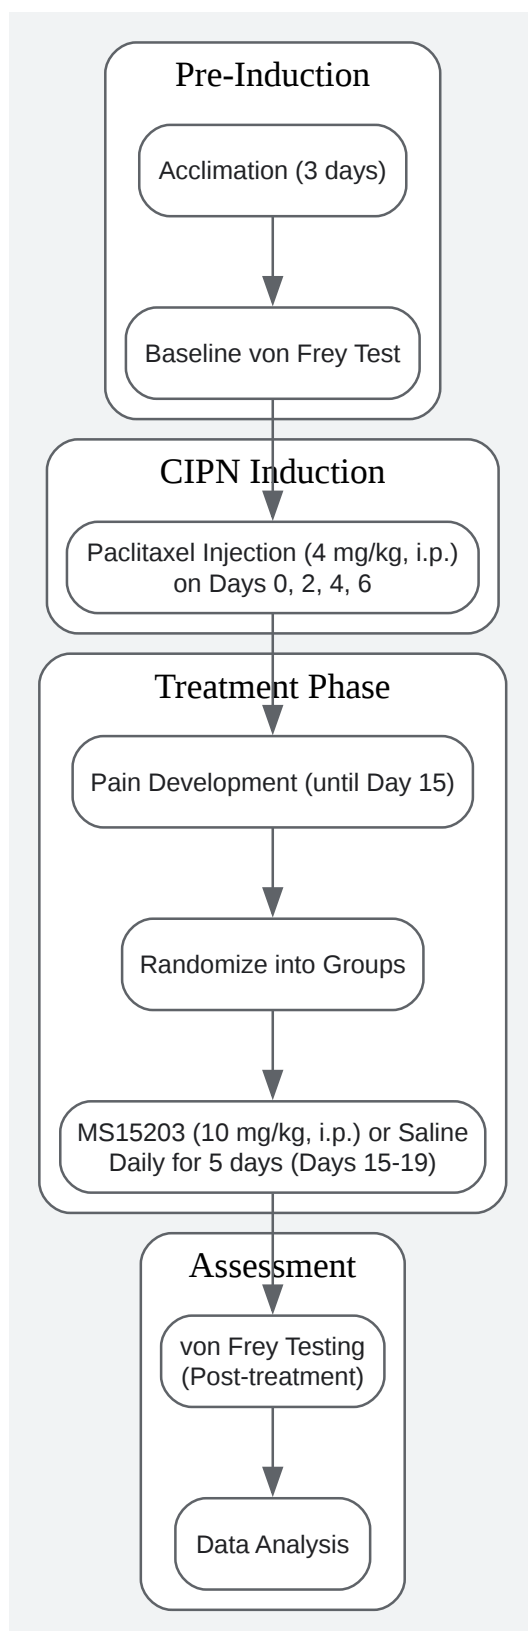 Pre-Induction
Acclimation (3 days)
Baseline von Frey Test
CIPN Induction
Paclitaxel Injection (4 mg/kg, i.p.)
on Days 0, 2, 4, 6
Treatment Phase
Pain Development (until Day 15)
Randomize into Groups
MS15203 (10 mg/kg, i.p.) or Saline
Daily for 5 days (Days 15-19)
Assessment
von Frey Testing
(Post-treatment)
Data Analysis